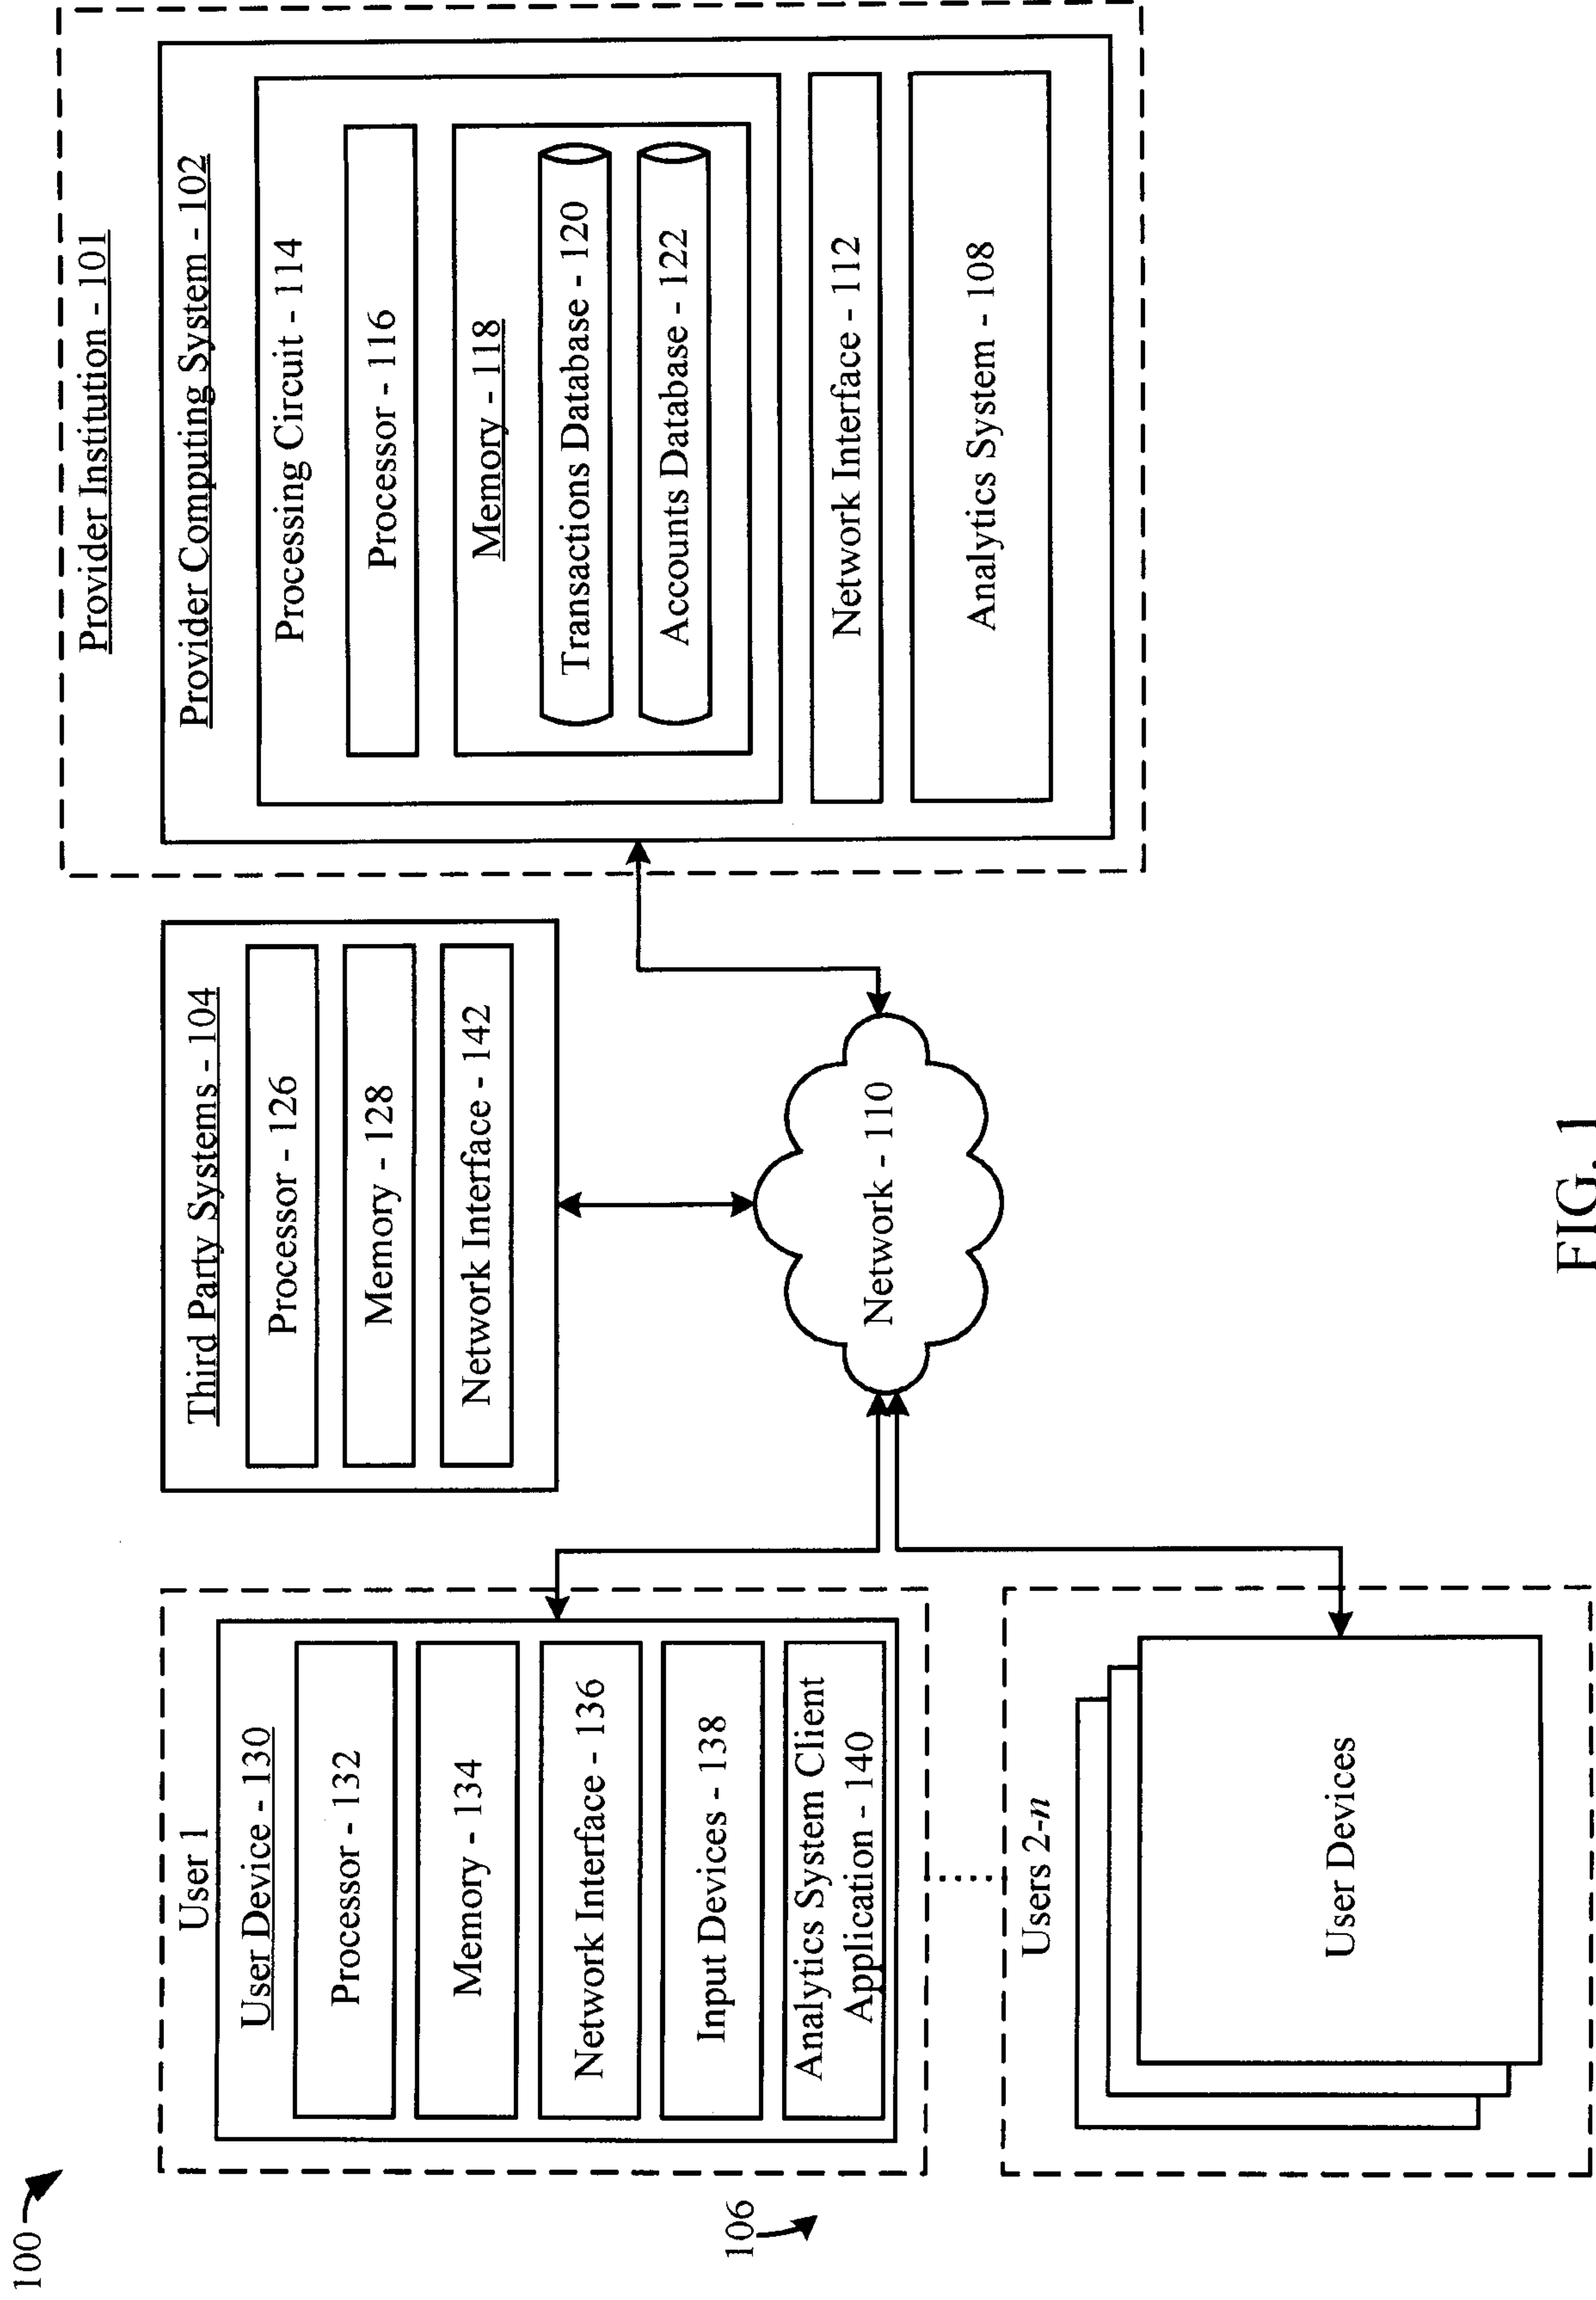 100
106
User 1
User Device - 130
Processor - 132
Memory - 134
Network Interface - 136
Input Devices - 138
Analytics System Client
Application - 140
Users 2-n
User Devices
Third Party Systems - 104
Processor - 126
Memory - 128
Network Interface - 142
Network - 110
Provider Institution - 101
Provider Computing System - 102
Processing Circuit - 114
Processor - 116
Memory - 118
Transactions Database - 120
Accounts Database - 122
Network Interface - 112
Analytics System - 108
FIG. 1